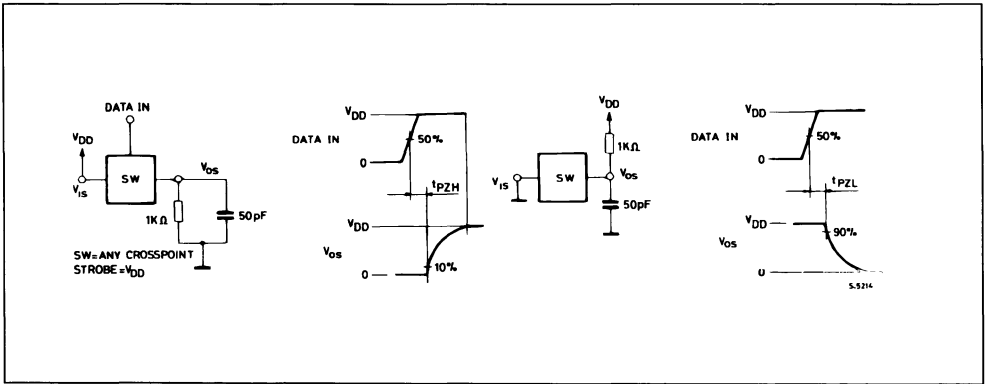 DATA IN
VDD
VIS
SW
VOS
1KΩ
50pF
SW=ANY CROSSPOINT
STROBE=VDD
VDD
DATA IN
50%
0
tPZH
VDD
VOS
10%
0
VDD
1KΩ
VIS
SW
VOS
50pF
VDD
DATA IN
50%
0
tPZL
VDD
90%
VOS
0
S.5214